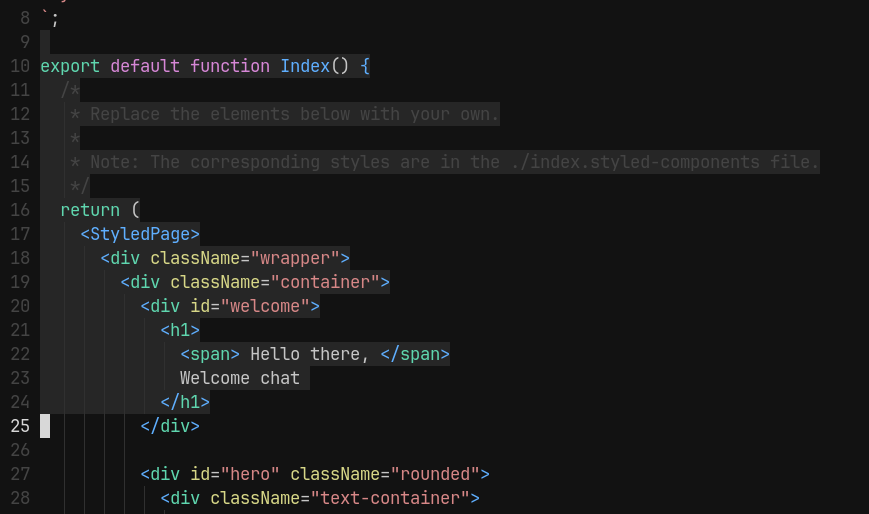 8 `;
9
10 export default function Index() {
11   /*
12    * Replace the elements below with your own.
13    *
14    * Note: The corresponding styles are in the ./index.styled-components file.
15    */
16   return (
17     <StyledPage>
18       <div className="wrapper">
19         <div className="container">
20           <div id="welcome">
21             <h1>
22               <span> Hello there, </span>
23               Welcome chat
24             </h1>
25           </div>
26
27           <div id="hero" className="rounded">
28             <div className="text-container">